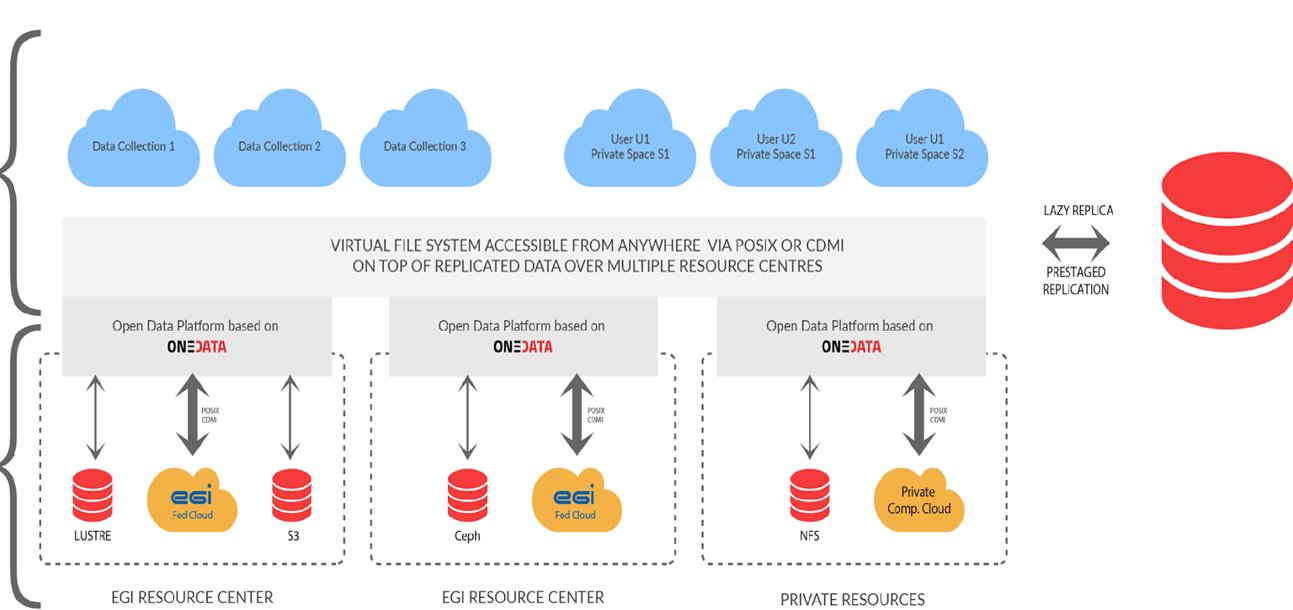 Data Collection 1
Data Collection 2
Data Collection 3
User U1
Private Space S1
User U2
Private Space S1
User U1
Private Space S2
VIRTUAL FILE SYSTEM ACCESSIBLE FROM ANYWHERE VIA POSIX OR CDMI
ON TOP OF REPLICATED DATA OVER MULTIPLE RESOURCE CENTRES
LAZY REPLICA
PRESTAGED
REPLICATION
Open Data Platform based on
ONEDATA
Open Data Platform based on
ONEDATA
Open Data Platform based on
ONEDATA
POSIX
CDMI
POSIX
CDMI
POSIX
CDMI
LUSTRE
egi
Fed Cloud
S3
Ceph
egi
Fed Cloud
NFS
Private
Comp. Cloud
EGI RESOURCE CENTER
EGI RESOURCE CENTER
PRIVATE RESOURCES